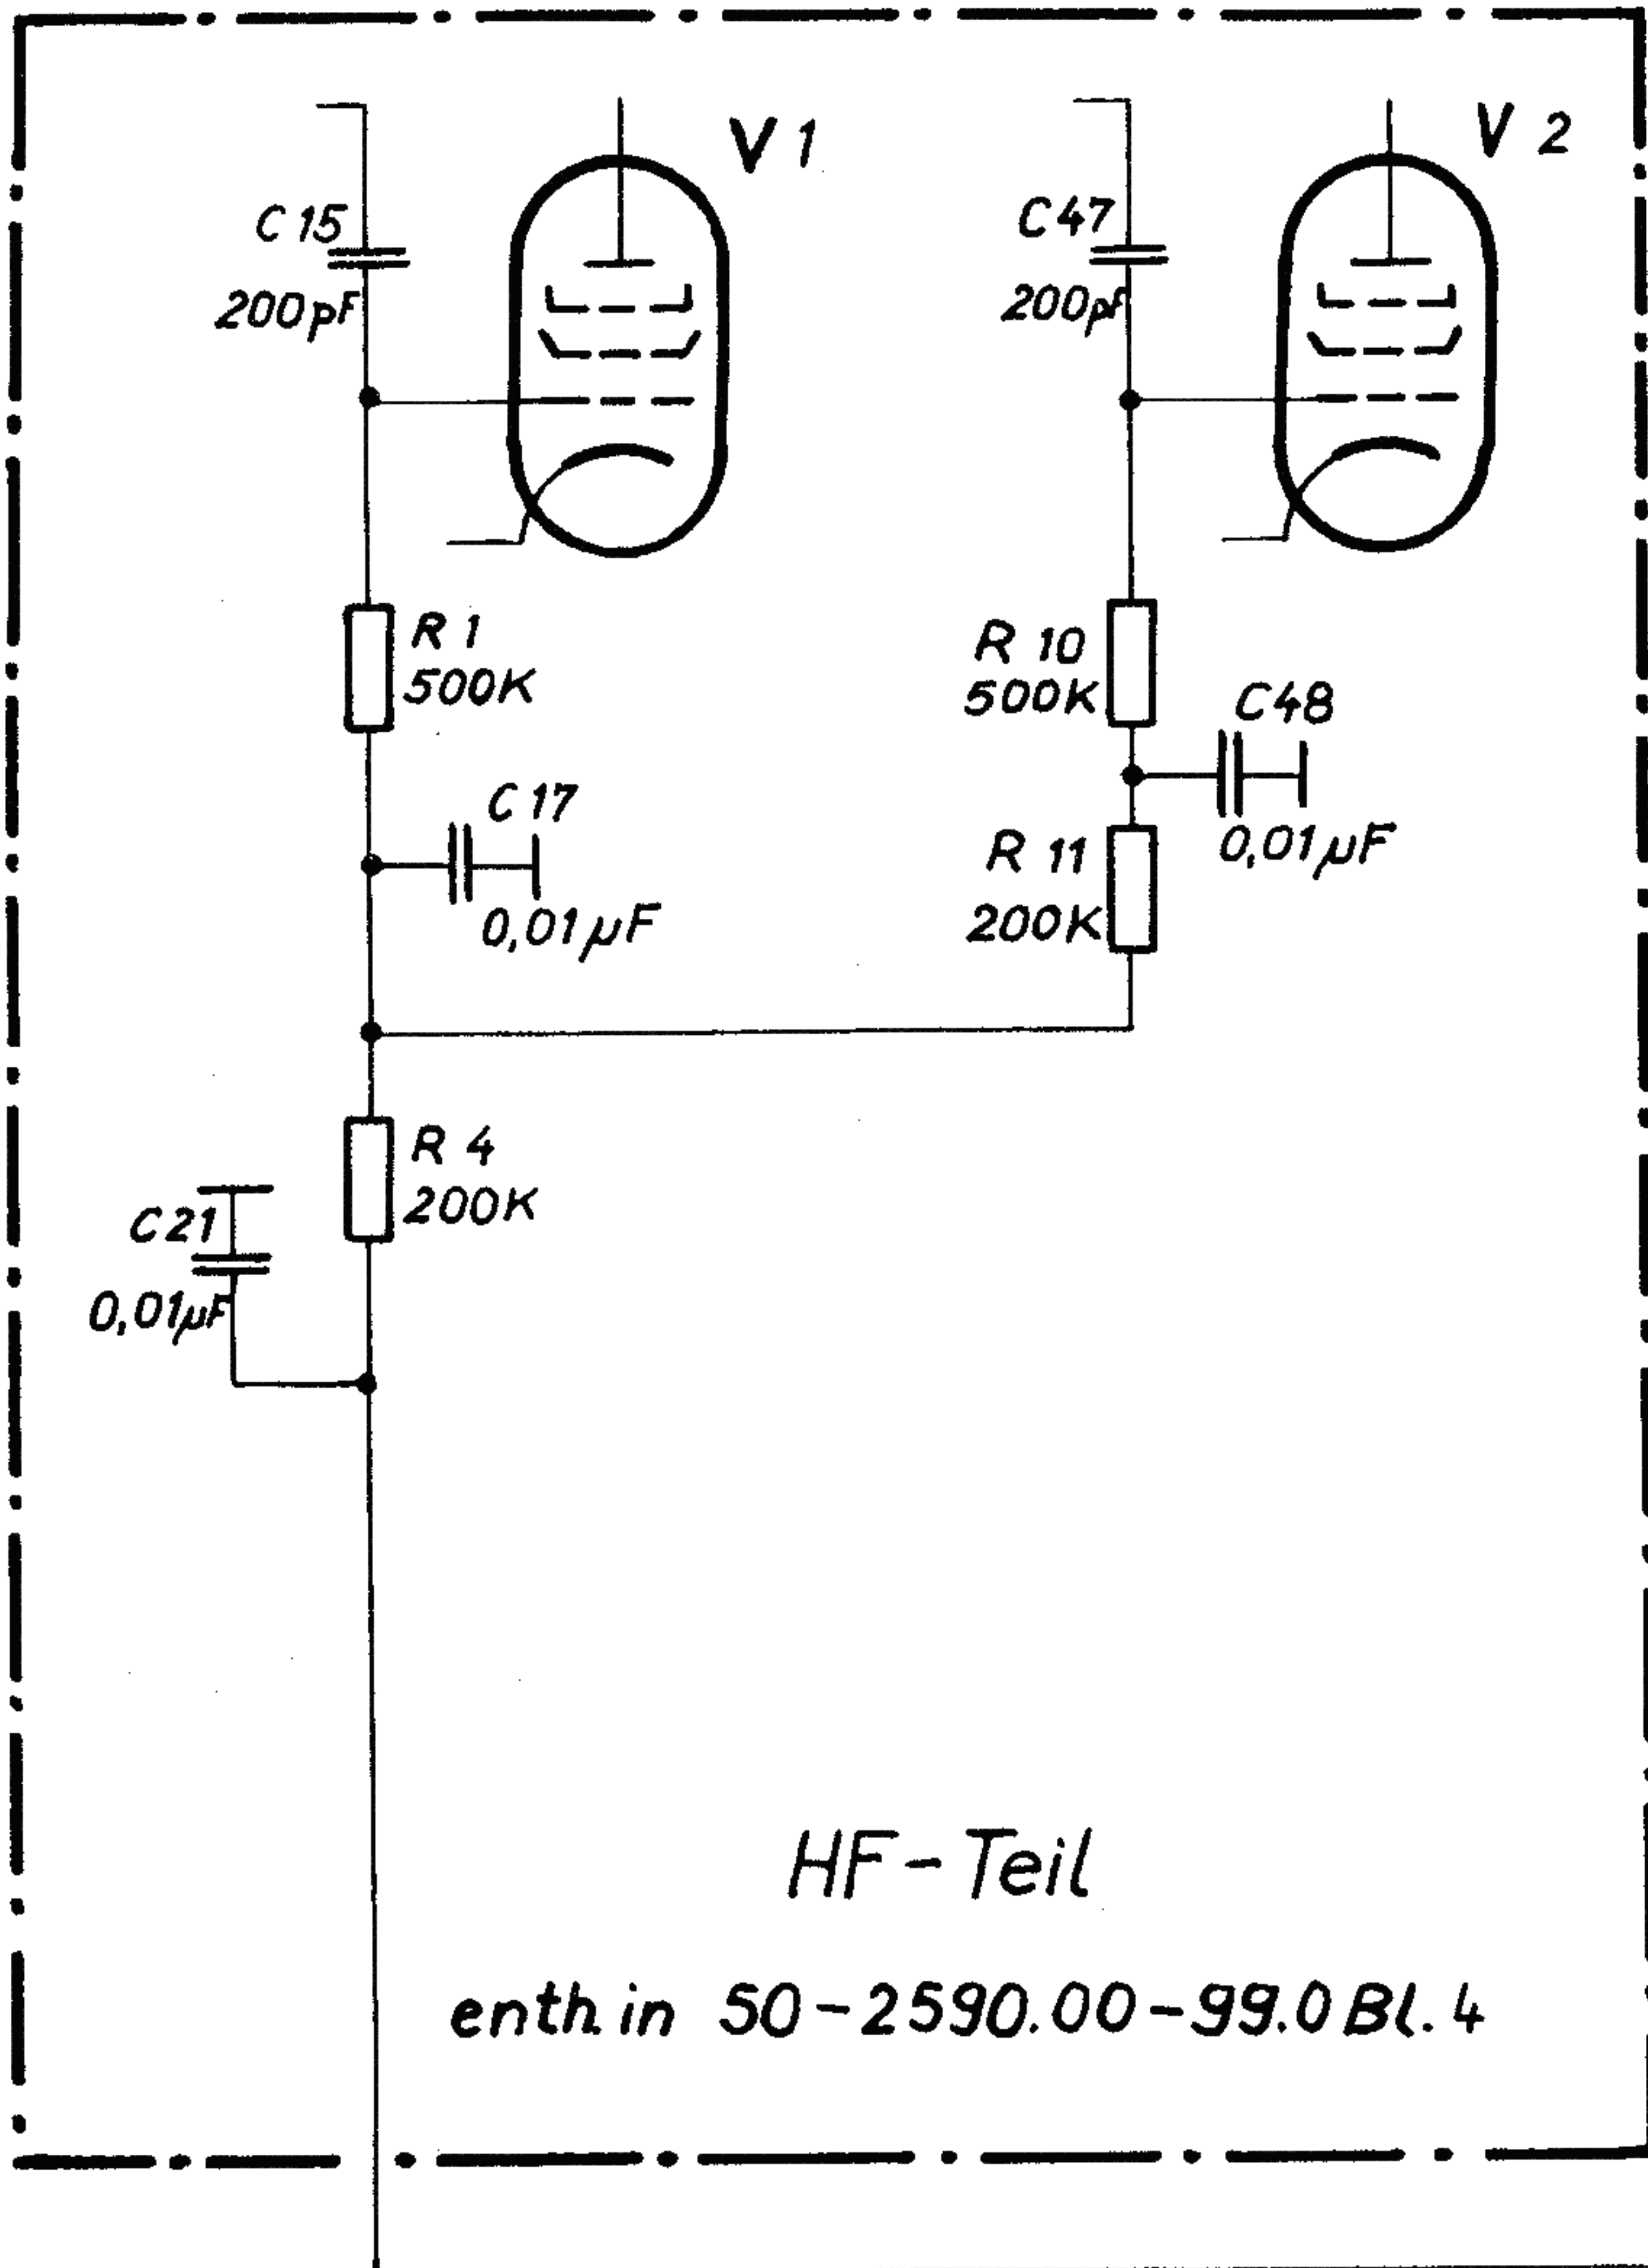 V 1
V 2
C 15
200pF
C47
200pF
R 1
500K
R 10
500K
C48
0,01µF
C 17
0,01µF
R 11
200K
R 4
200K
C21
0,01µF
HF-Teil
enth. in 50-2590.00-99.0 Bl. 4